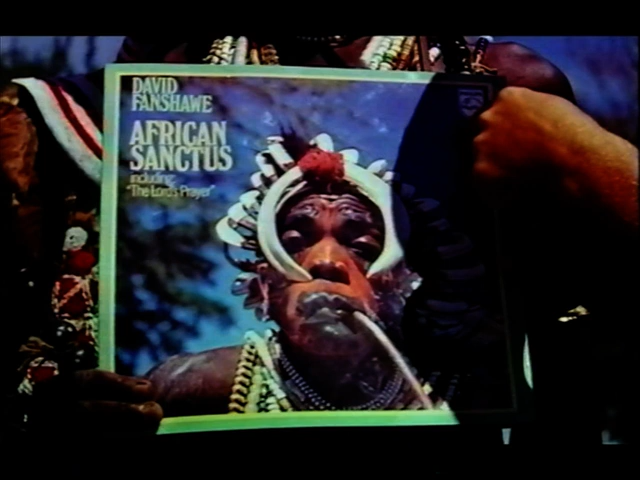 DAVID
FANSHAWE
AFRICAN
SANCTUS
including:
"The Lord's Prayer"